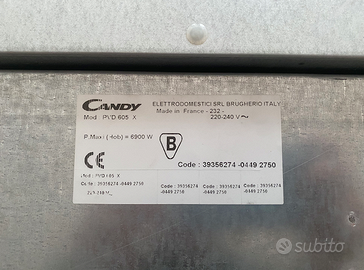 CANDY ELETTRODOMESTICI SRL BRUGHERIO ITALY
Made in France - 232 -
Mod : PVD 605 X 220-240 V ~
P.Maxi (Hob) = 6900 W
B
CE Code : 39356274 -0449 2750
Mod : PVD 605 X Code : 39356274 -0449 2750
Code : 39356274 -0449 2750 Code : 39356274 -0449 2750
subito